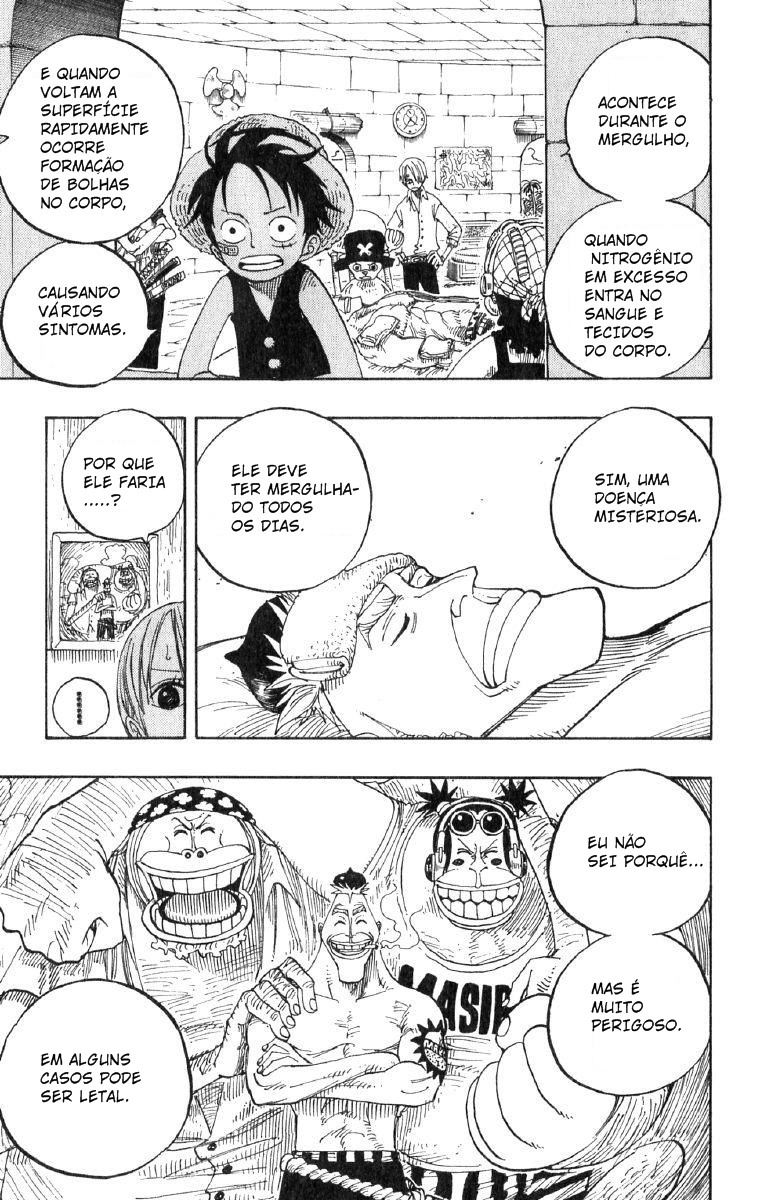 ACONTECE
DURANTE O
MERGULHO,
QUANDO
NITROGÊNIO
EM EXCESSO
ENTRA NO
SANGUE E
TECIDOS
DO CORPO.
E QUANDO
VOLTAM A
SUPERFÍCIE
RAPIDAMENTE
OCORRE
FORMAÇÃO
DE BOLHAS
NO CORPO,
CAUSANDO
VÁRIOS
SINTOMAS.
SIM, UMA
DOENÇA
MISTERIOSA.
ELE DEVE
TER MERGULHA-
DO TODOS
OS DIAS.
POR QUE
ELE FARIA
.....?
EU NÃO
SEI PORQUÊ...
MAS É
MUITO
PERIGOSO.
MASIR
EM ALGUNS
CASOS PODE
SER LETAL.